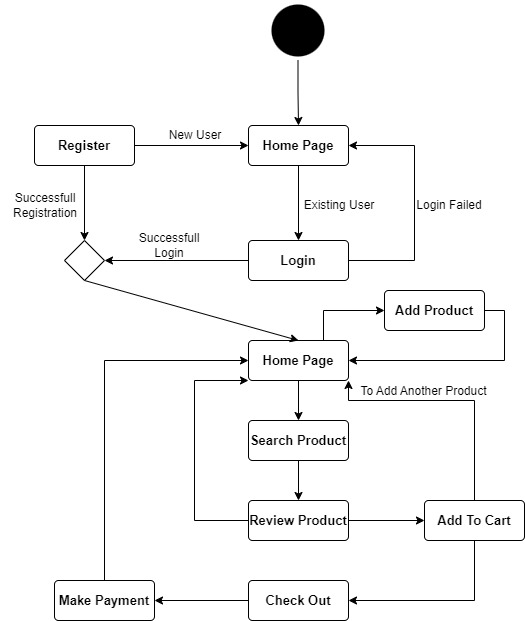 New User
Register
Home Page
Successfull
Registration
Existing User
Login Failed
Successfull
Login
Login
Add Product
Home Page
To Add Another Product
Search Product
Review Product
Add To Cart
Make Payment
Check Out